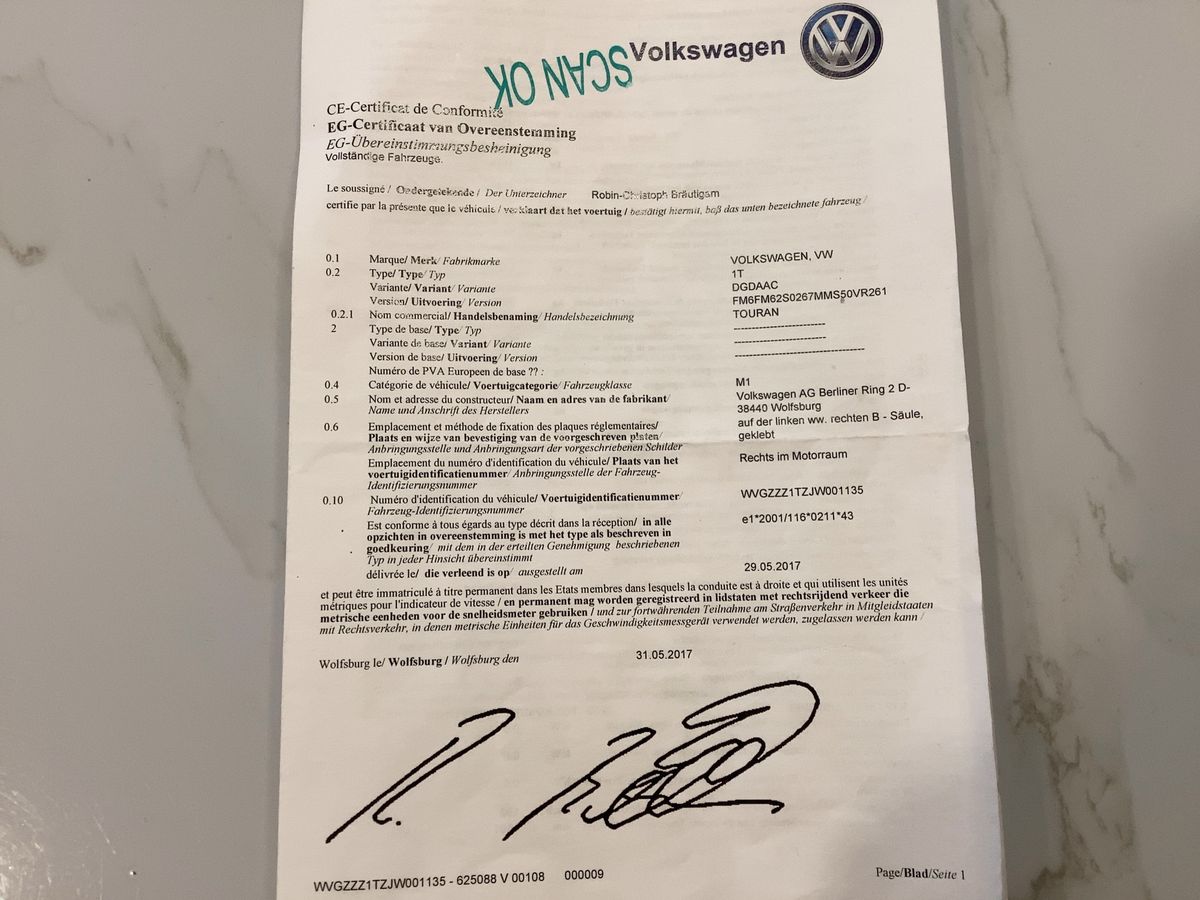 SCAN OK
Volkswagen
CE-Certificat de Conformité
EG-Certificaat van Overeenstemming
EG-Übereinstimmungsbesheinigung
Vollständige Fahrzeuge.
Le soussigné / Ondergetekende / Der Unterzeichner Robin-Christoph Bräutigam
certifie par la présente que le véhicule / verklaart dat het voertuig / bestätigt hiermit, baß das unten bezeichnete fahrzeug /
0.1 Marque/ Merk/ Fabrikmarke VOLKSWAGEN, VW
0.2 Type/ Type/ Typ 1T
Variante/ Variant/ Variante DGDAAC
Version/ Uitvoering/ Version FM6FM62S0267MMS50VR261
0.2.1 Nom commercial/ Handelsbenaming/ Handelsbezeichnung TOURAN
2 Type de base/ Type/ Typ -------------------------
Variante de base/ Variant/ Variante -------------------------
Version de base/ Uitvoering/ Version -----------------------------------
Numéro de PVA Europeen de base ?? :
0.4 Catégorie de véhicule/ Voertuigcategorie/ Fahrzeugklasse M1
0.5 Nom et adresse du constructeur/ Naam en adres van de fabrikant/ Volkswagen AG Berliner Ring 2 D-
Name und Anschrift des Herstellers 38440 Wolfsburg
0.6 Emplacement et méthode de fixation des plaques réglementaires/ auf der linken ww. rechten B - Säule,
Plaats en wijze van bevestiging van de voorgeschreven platen/ geklebt
Anbringungsstelle und Anbringungsart der vorgeschriebenen Schilder
Emplacement du numéro d'identification du véhicule/ Plaats van het Rechts im Motorraum
voertuigidentificatienummer/ Anbringungsstelle der Fahrzeug-
Identifizierungsnummer
0.10 Numéro d'identification du véhicule/ Voertuigidentificatienummer/ WVGZZZ1TZJW001135
Fahrzeug-Identifizierungsnummer
Est conforme à tous égards au type décrit dans la réception/ in alle e1*2001/116*0211*43
opzichten in overeenstemming is met het type als beschreven in
goedkeuring/ mit dem in der erteilten Genehmigung beschriebenen
Typ in jeder Hinsicht übereinstimmt
délivrée le/ die verleend is op/ ausgestellt am 29.05.2017
et peut être immatriculé à titre permanent dans les Etats membres dans lesquels la conduite est à droite et qui utilisent les unités
métriques pour l'indicateur de vitesse / en permanent mag worden geregistreerd in lidstaten met rechtsrijdend verkeer die
metrische eenheden voor de snelheidsmeter gebruiken / und zur fortwährenden Teilnahme am Straßenverkehr in Mitgleidstaaten
mit Rechtsverkehr, in denen metrische Einheiten für das Geschwindigkeitsmessgerät verwendet werden, zugelassen werden kann /
Wolfsburg le/ Wolfsburg / Wolfsburg den 31.05.2017
WVGZZZ1TZJW001135 - 625088 V 00108 000009
Page/Blad/Seite 1